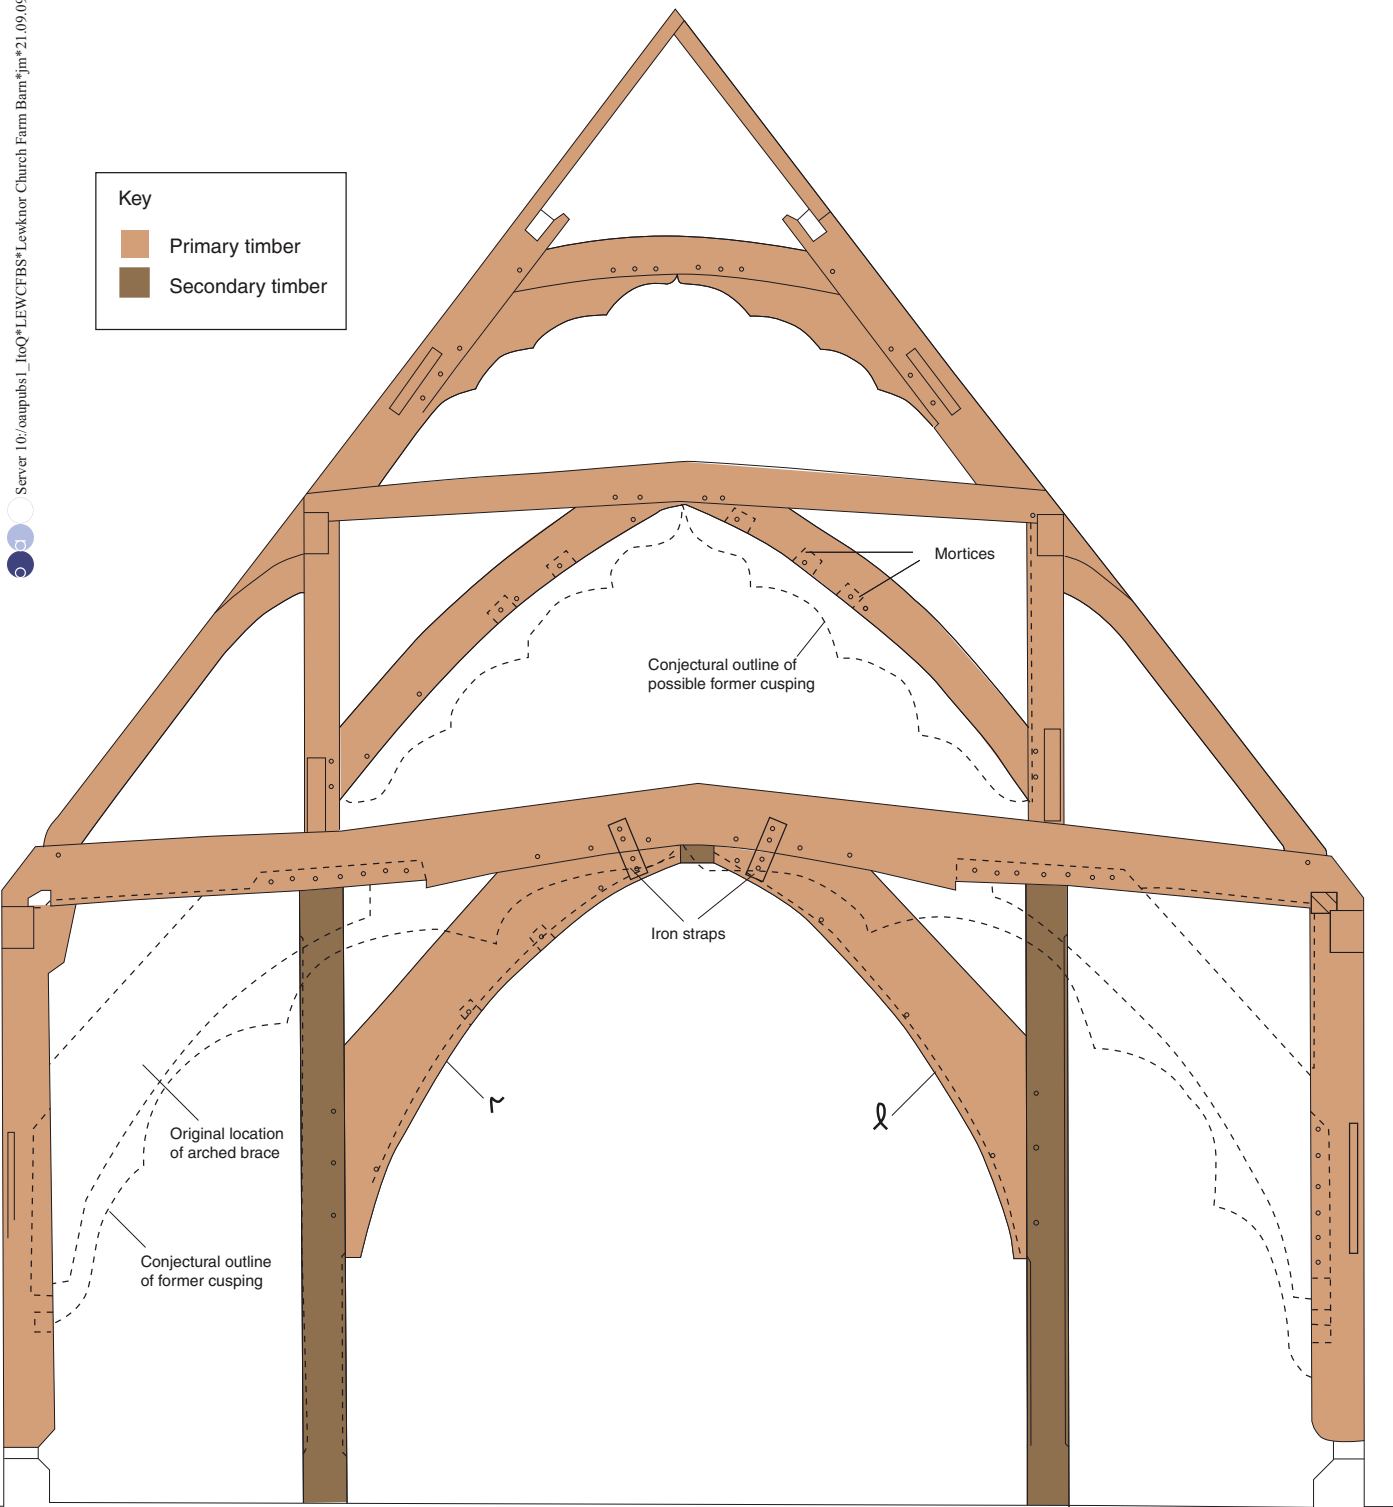 Server 10:/oaupubs1_ItoQ*LEWCFBS*Lewknor Church Farm Barn*jm*21.09.09
Key
Primary timber
Secondary timber
Mortices
Conjectural outline of
possible former cusping
Iron straps
Original location
of arched brace
Conjectural outline
of former cusping